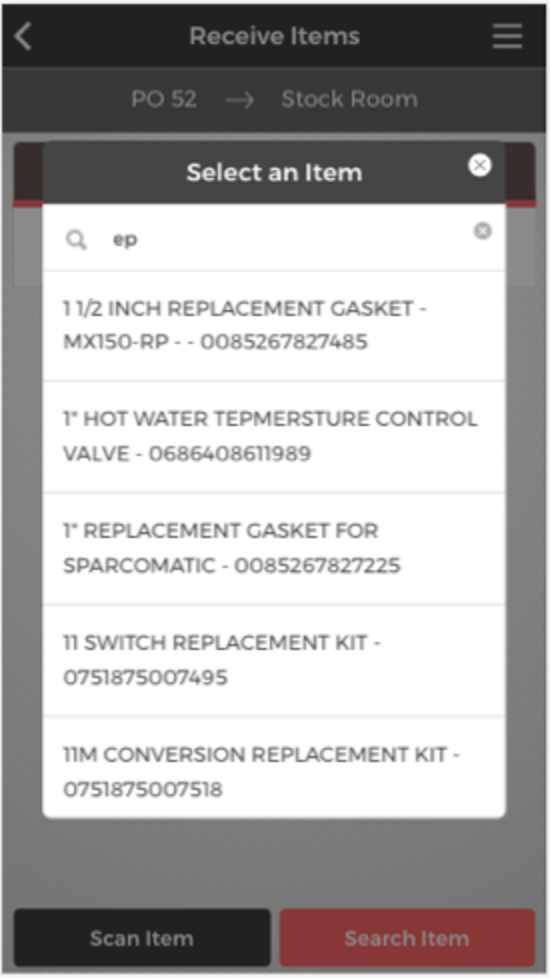 Receive Items
PO 52 → Stock Room
Select an Item
ep
1 1/2 INCH REPLACEMENT GASKET -
MX150-RP - - 0085267827485
1" HOT WATER TEPMERSTURE CONTROL
VALVE - 0686408611989
1" REPLACEMENT GASKET FOR
SPARCOMATIC - 0085267827225
11 SWITCH REPLACEMENT KIT -
0751875007495
11M CONVERSION REPLACEMENT KIT -
0751875007518
Scan Item
Search Item